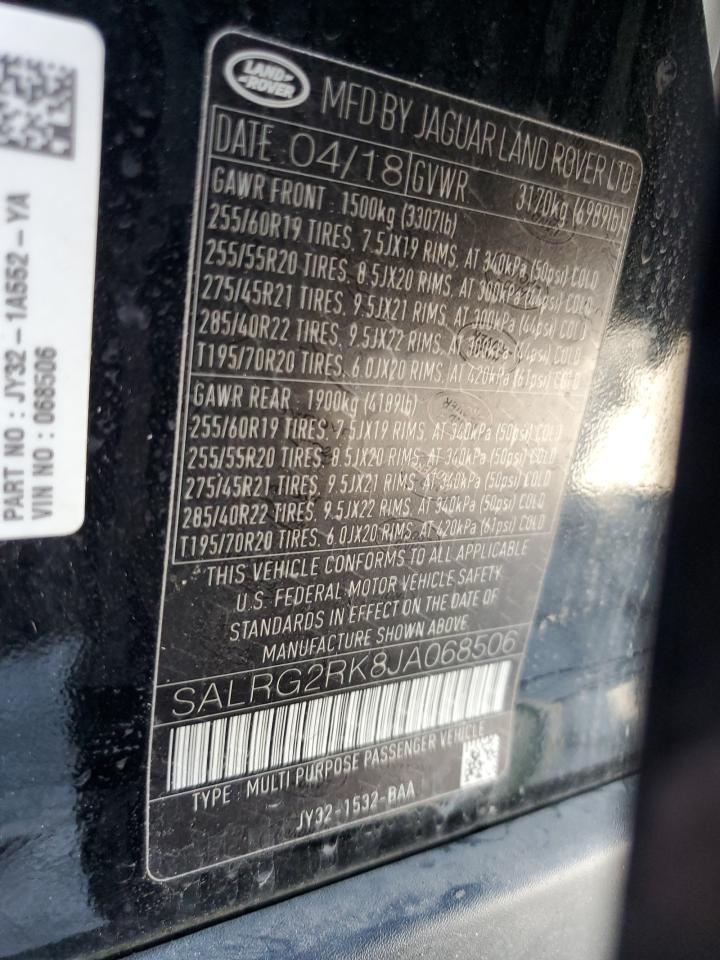 PART NO : JY32-1A552-YA
VIN NO : 068506
LAND ROVER
MFD BY JAGUAR LAND ROVER LTD
DATE 04/18 GVWR 3170kg (6989lb)
GAWR FRONT 1500kg (3307lb)
255/60R19 TIRES, 7.5JX19 RIMS, AT 340kPa (50psi) COLD
255/55R20 TIRES, 8.5JX20 RIMS, AT 300kPa (44psi) COLD
275/45R21 TIRES, 9.5JX21 RIMS, AT 300kPa (44psi) COLD
285/40R22 TIRES, 9.5JX22 RIMS, AT 300kPa (44psi) COLD
T195/70R20 TIRES, 6.0JX20 RIMS, AT 420kPa (61psi) COLD
GAWR REAR 1900kg (4189lb)
255/60R19 TIRES, 7.5JX19 RIMS, AT 340kPa (50psi) COLD
255/55R20 TIRES, 8.5JX20 RIMS, AT 340kPa (50psi) COLD
275/45R21 TIRES, 9.5JX21 RIMS, AT 340kPa (50psi) COLD
285/40R22 TIRES, 9.5JX22 RIMS, AT 340kPa (50psi) COLD
T195/70R20 TIRES, 6.0JX20 RIMS, AT 420kPa (61psi) COLD
THIS VEHICLE CONFORMS TO ALL APPLICABLE
U.S. FEDERAL MOTOR VEHICLE SAFETY
STANDARDS IN EFFECT ON THE DATE OF
MANUFACTURE SHOWN ABOVE
SALRG2RK8JA068506
TYPE : MULTI PURPOSE PASSENGER VEHICLE
JY32-1532-BAA